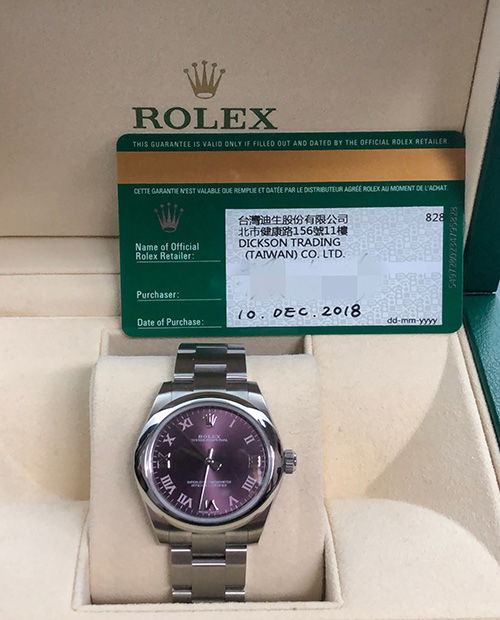 ROLEX
THIS GUARANTEE IS VALID ONLY IF FILLED OUT AND DATED BY THE OFFICIAL ROLEX RETAILER
CETTE GARANTIE N'EST VALABLE QUE REMPLIE ET DATÉE PAR LE DISTRIBUTEUR AGRÉÉ ROLEX AU MOMENT DE L'ACHAT.
Name of Official
Rolex Retailer:
台灣迪生股份有限公司 828
北市健康路156號11樓
DICKSON TRADING
(TAIWAN) CO. LTD.
Purchaser:
Date of Purchase:
10. DEC. 2018
dd-mm-yyyy
ROLEX
OYSTER PERPETUAL